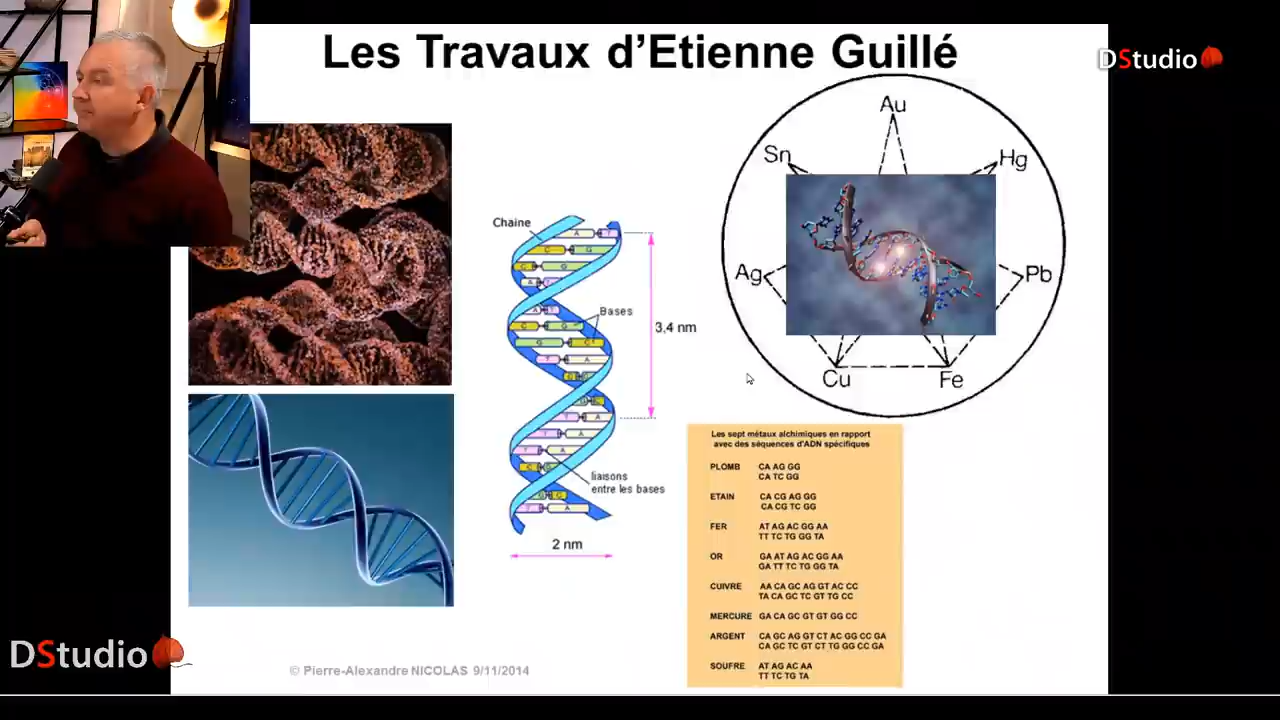 Les Travaux d'Etienne Guillé
DStudio
Au
Sn
Hg
Ag
Pb
Cu
Fe
Chaine
Bases
3,4 nm
liaisons
entre les bases
2 nm
Les sept métaux alchimiques en rapport
avec des séquences d'ADN spécifiques
PLOMB CA AG GG
CA TC GG
ETAIN CA CG AG GG
CA CG TC GG
FER AT AG AC GG AA
TT TC TG GG TA
OR GA AT AG AC GG AA
GA TT TC TG GG TA
CUIVRE AA CA GC AG GT AC CC
TA CA GC TC GT TG CC
MERCURE GA CA GC GT GT GG CC
ARGENT CA GC AG GT CT AC GG CC GA
CA GC TC GT CT TG GG CC GA
SOUFRE AT AG AC AA
TT TC TG TA
DStudio
© Pierre-Alexandre NICOLAS 9/11/2014